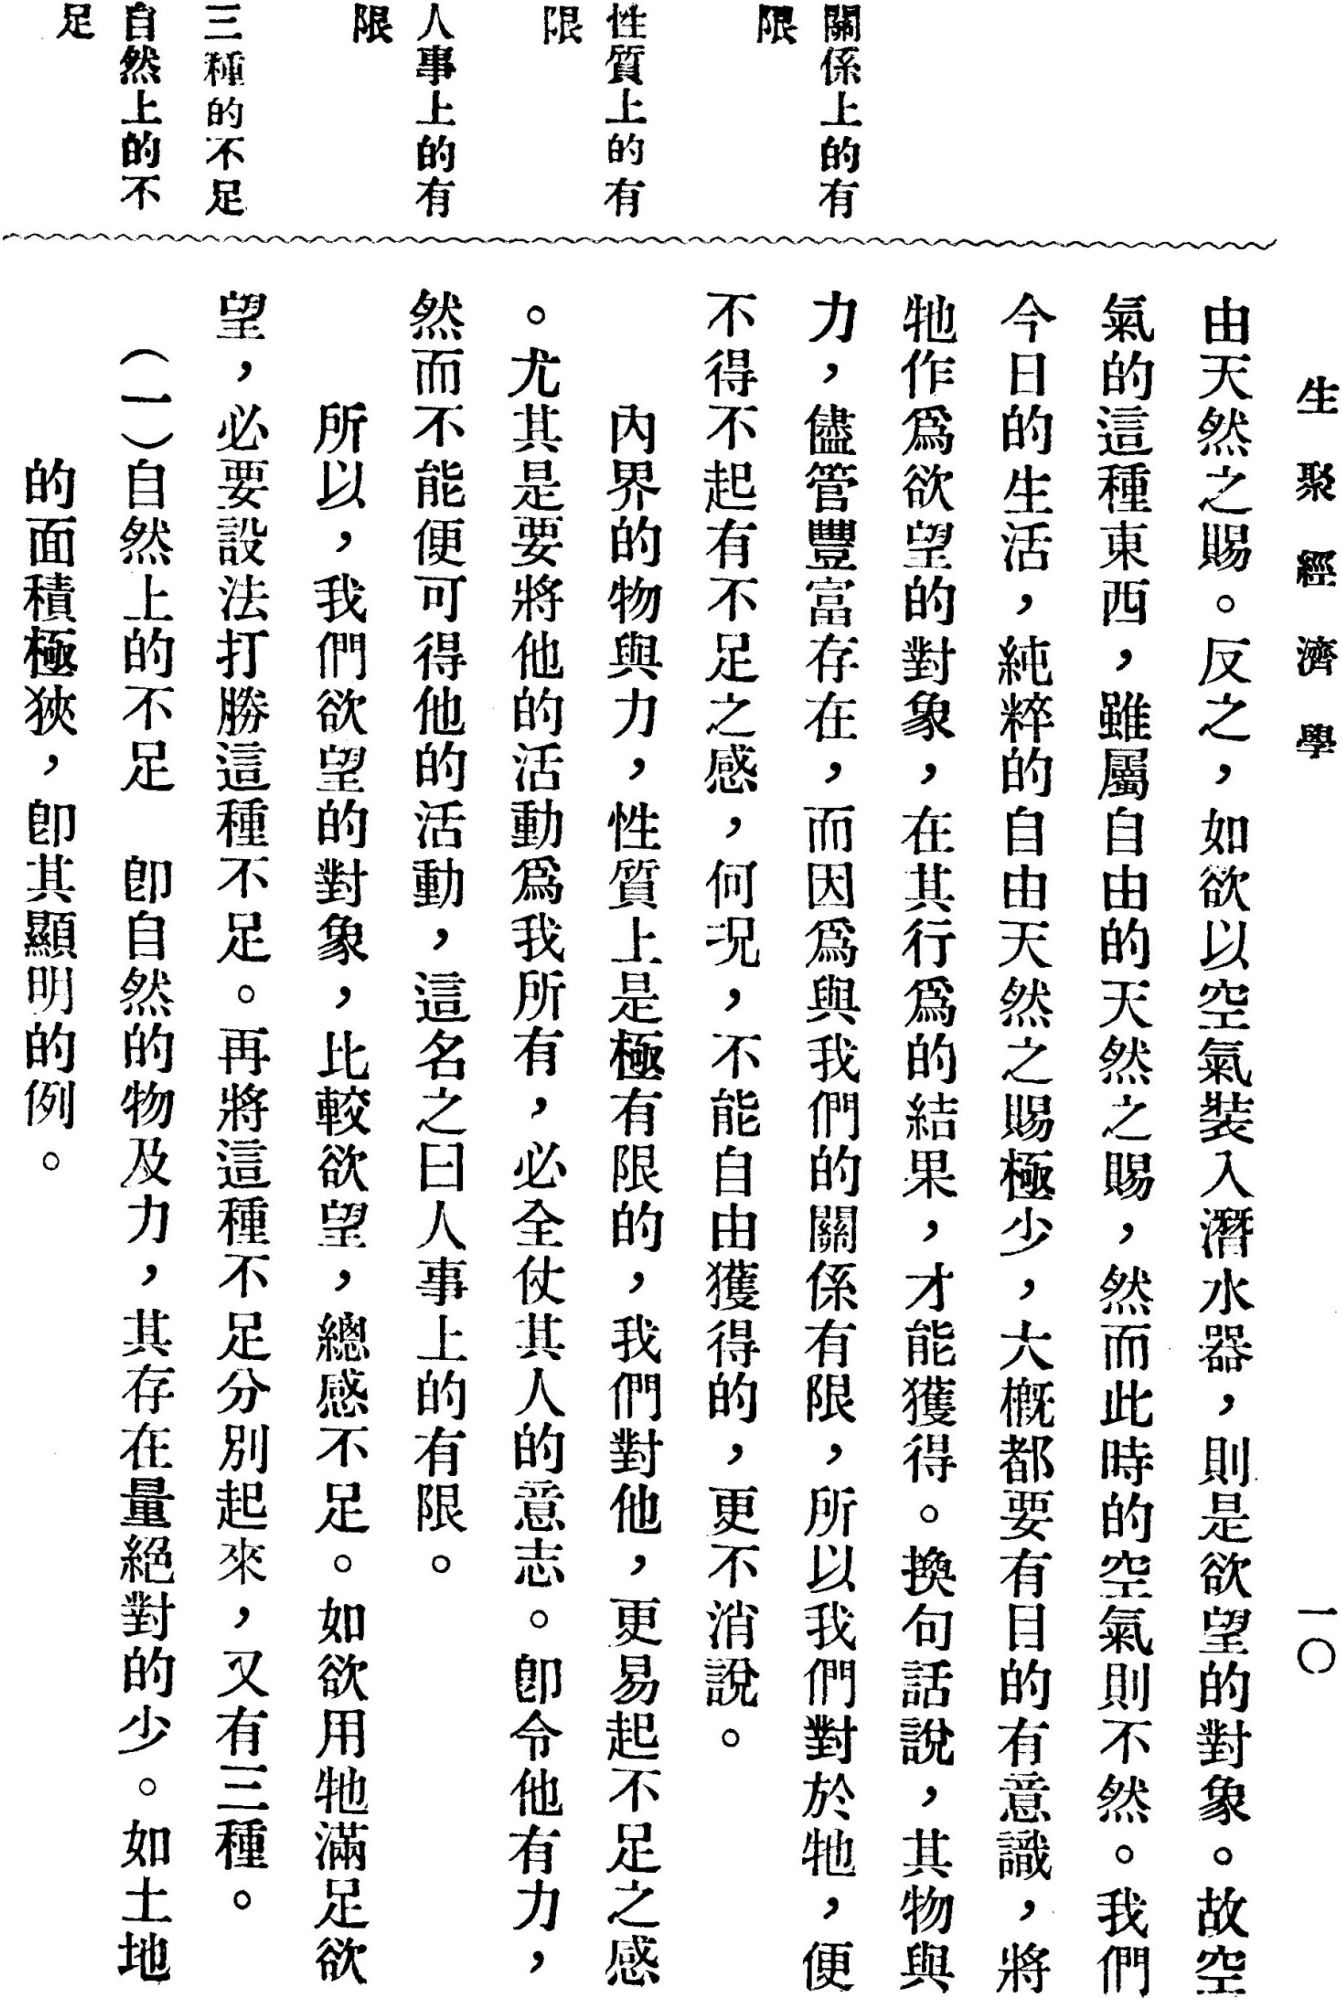 生聚經濟學
一〇
關係上的有
限
性質上的有
限
人事上的有
限
三種的不足
自然上的不
足
由天然之賜。反之，如欲以空氣裝入潛水器，則是欲望的對象。故空
氣的這種東西，雖屬自由的天然之賜，然而此時的空氣則不然。我們
今日的生活，純粹的自由天然之賜極少，大概都要有目的有意識，將
牠作爲欲望的對象，在其行爲的結果，才能獲得。換句話說，其物與
力，儘管豐富存在，而因爲與我們的關係有限，所以我們對於牠，便
不得不起有不足之感，何況，不能自由獲得的，更不消說。
內界的物與力，性質上是極有限的，我們對他，更易起不足之感
。尤其是要將他的活動爲我所有，必全仗其人的意志。卽令他有力，
然而不能便可得他的活動，這名之曰人事上的有限。
所以，我們欲望的對象，比較欲望，總感不足。如欲用牠滿足欲
望，必要設法打勝這種不足。再將這種不足分別起來，又有三種。
（一）自然上的不足　卽自然的物及力，其存在量絕對的少。如土地
的面積極狹，卽其顯明的例。